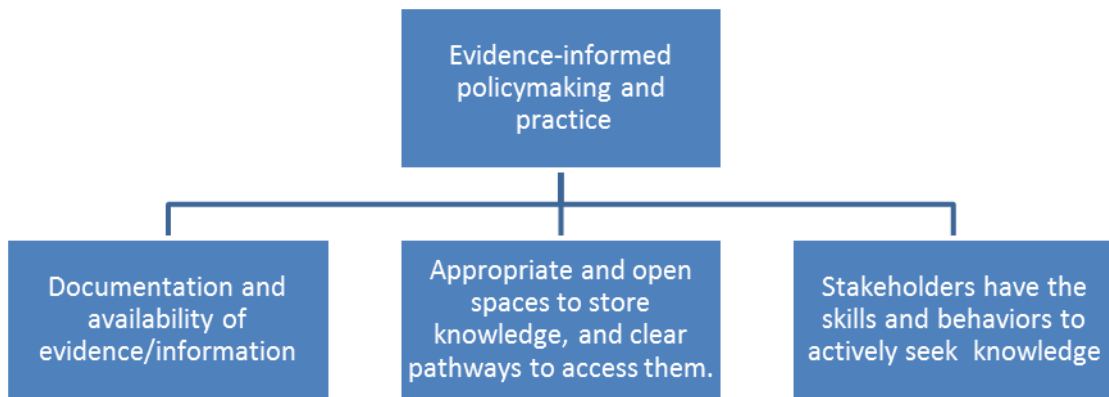 Evidence-informed
policymaking and
practice
Documentation and
availability of
evidence/information
Appropriate and open
spaces to store
knowledge, and clear
pathways to access them.
Stakeholders have the
skills and behaviors to
actively seek  knowledge